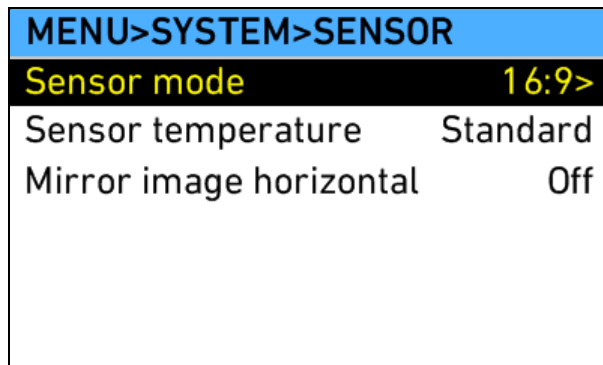 MENU>SYSTEM>SENSOR
Sensor mode 16:9>
Sensor temperature Standard
Mirror image horizontal Off